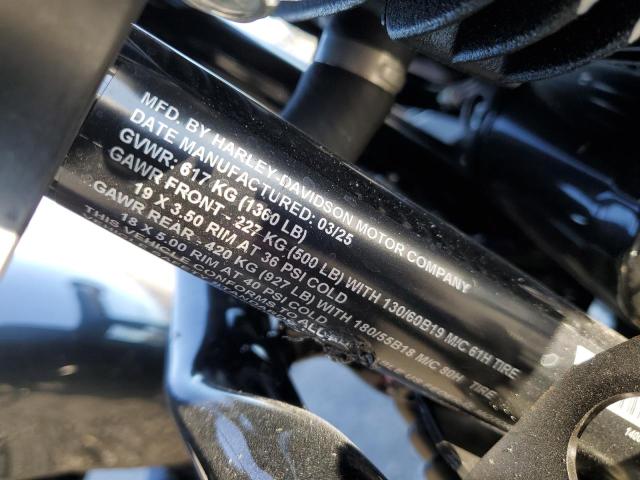 MFD. BY HARLEY-DAVIDSON MOTOR COMPANY
DATE MANUFACTURED: 03/25
GVWR: 617 KG (1360 LB)
GAWR FRONT - 227 KG (500 LB) WITH 130/60B19 M/C 61H TIRE
19 X 3.50 RIM AT 36 PSI COLD
GAWR REAR - 420 KG (927 LB) WITH 180/55B18 M/C 80H TIRE
18 X 5.00 RIM AT 40 PSI COLD
THIS VEHICLE CONFORMS TO ALL